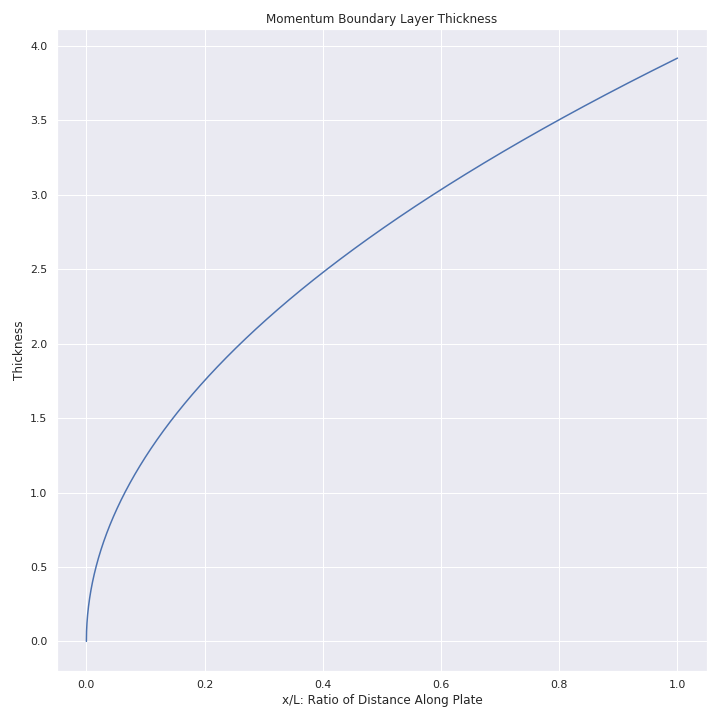 Momentum Boundary Layer Thickness
4.0
3.5
3.0
2.5
2.0
1.5
1.0
0.5
0.0
Thickness
0.0 0.2 0.4 0.6 0.8 1.0
x/L: Ratio of Distance Along Plate